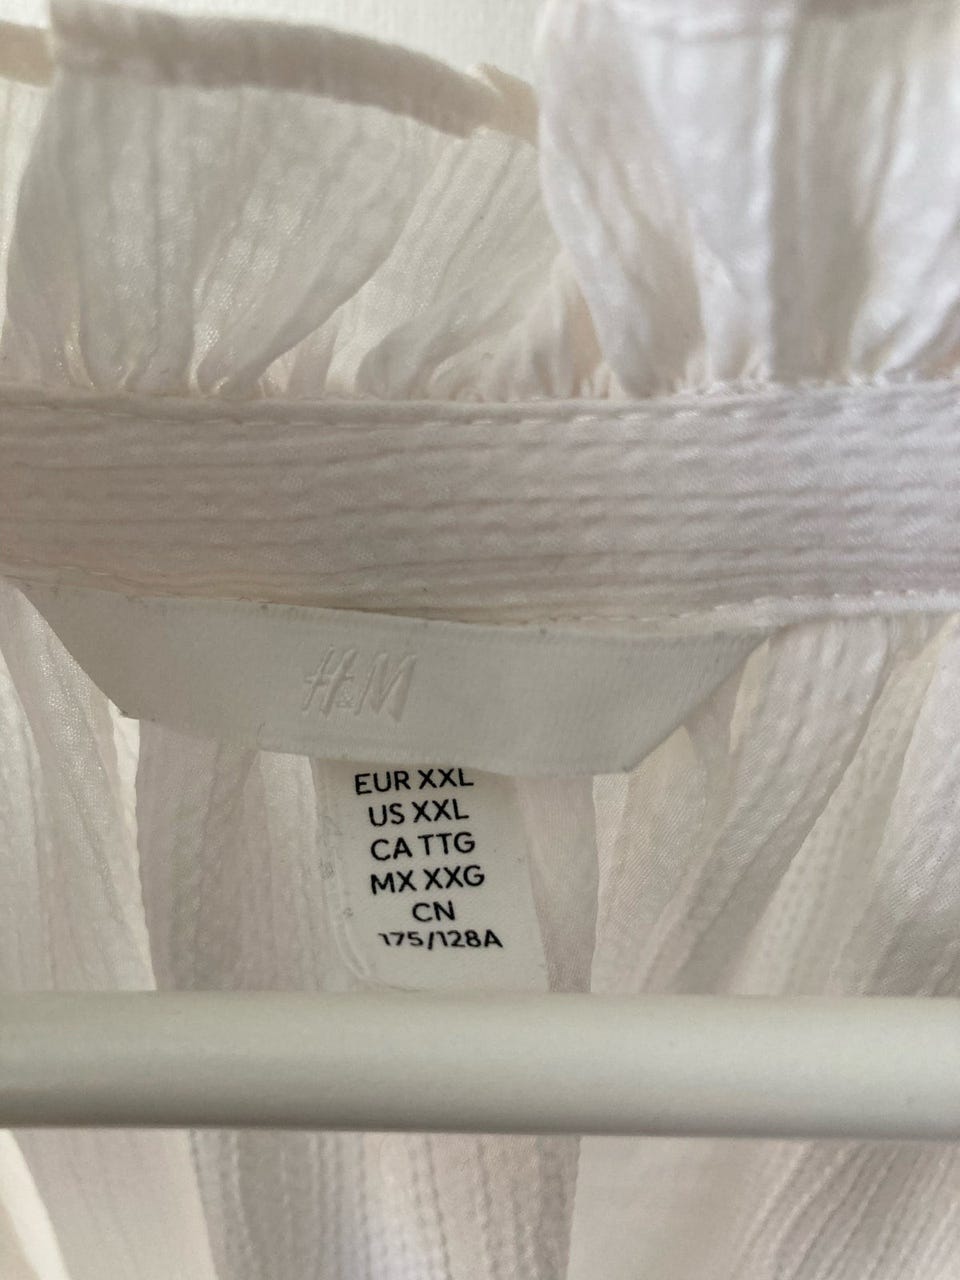 H&M
EUR XXL
US XXL
CA TTG
MX XXG
CN
175/128A